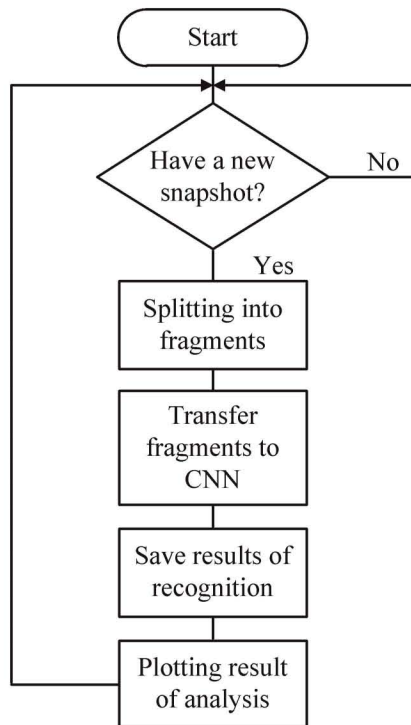 Start
Have a new
snapshot?
No
Yes
Splitting into
fragments
Transfer
fragments to
CNN
Save results of
recognition
Plotting result
of analysis